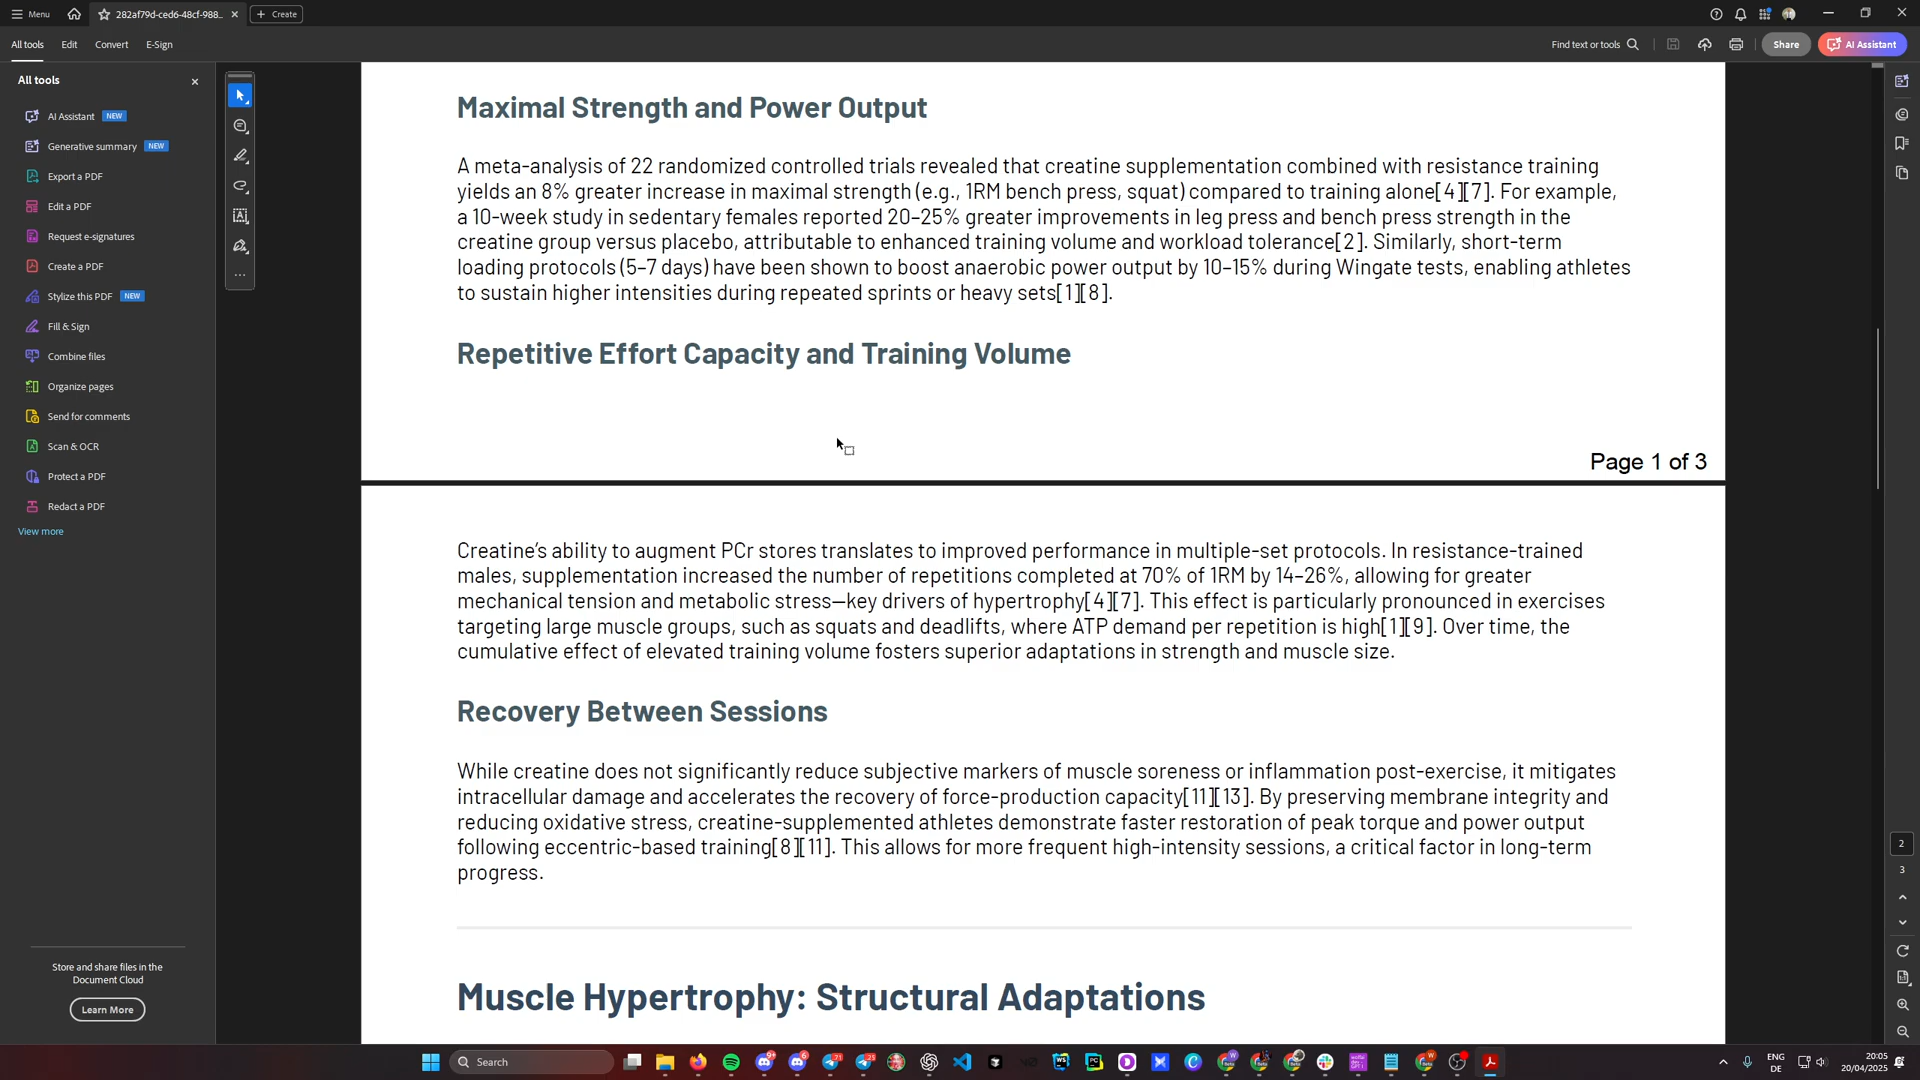 Menu
282af79d-ced6-48cf-988...
Create
All tools
Edit
Convert
E-Sign
Find text or tools
Share
AI Assistant
All tools
AI Assistant NEW
Generative summary NEW
Export a PDF
Edit a PDF
Request e-signatures
Create a PDF
Stylize this PDF NEW
Fill & Sign
Combine files
Organize pages
Send for comments
Scan & OCR
Protect a PDF
Redact a PDF
View more
Store and share files in the
Document Cloud
Learn More
Maximal Strength and Power Output
A meta-analysis of 22 randomized controlled trials revealed that creatine supplementation combined with resistance training
yields an 8% greater increase in maximal strength (e.g., 1RM bench press, squat) compared to training alone[4][7]. For example,
a 10-week study in sedentary females reported 20–25% greater improvements in leg press and bench press strength in the
creatine group versus placebo, attributable to enhanced training volume and workload tolerance[2]. Similarly, short-term
loading protocols (5–7 days) have been shown to boost anaerobic power output by 10–15% during Wingate tests, enabling athletes
to sustain higher intensities during repeated sprints or heavy sets[1][8].
Repetitive Effort Capacity and Training Volume
Page 1 of 3
Creatine’s ability to augment PCr stores translates to improved performance in multiple-set protocols. In resistance-trained
males, supplementation increased the number of repetitions completed at 70% of 1RM by 14–26%, allowing for greater
mechanical tension and metabolic stress—key drivers of hypertrophy[4][7]. This effect is particularly pronounced in exercises
targeting large muscle groups, such as squats and deadlifts, where ATP demand per repetition is high[1][9]. Over time, the
cumulative effect of elevated training volume fosters superior adaptations in strength and muscle size.
Recovery Between Sessions
While creatine does not significantly reduce subjective markers of muscle soreness or inflammation post-exercise, it mitigates
intracellular damage and accelerates the recovery of force-production capacity[11][13]. By preserving membrane integrity and
reducing oxidative stress, creatine-supplemented athletes demonstrate faster restoration of peak torque and power output
following eccentric-based training[8][11]. This allows for more frequent high-intensity sessions, a critical factor in long-term
progress.
Muscle Hypertrophy: Structural Adaptations
2
3
Search
ENG
DE
20:05
20/04/2025